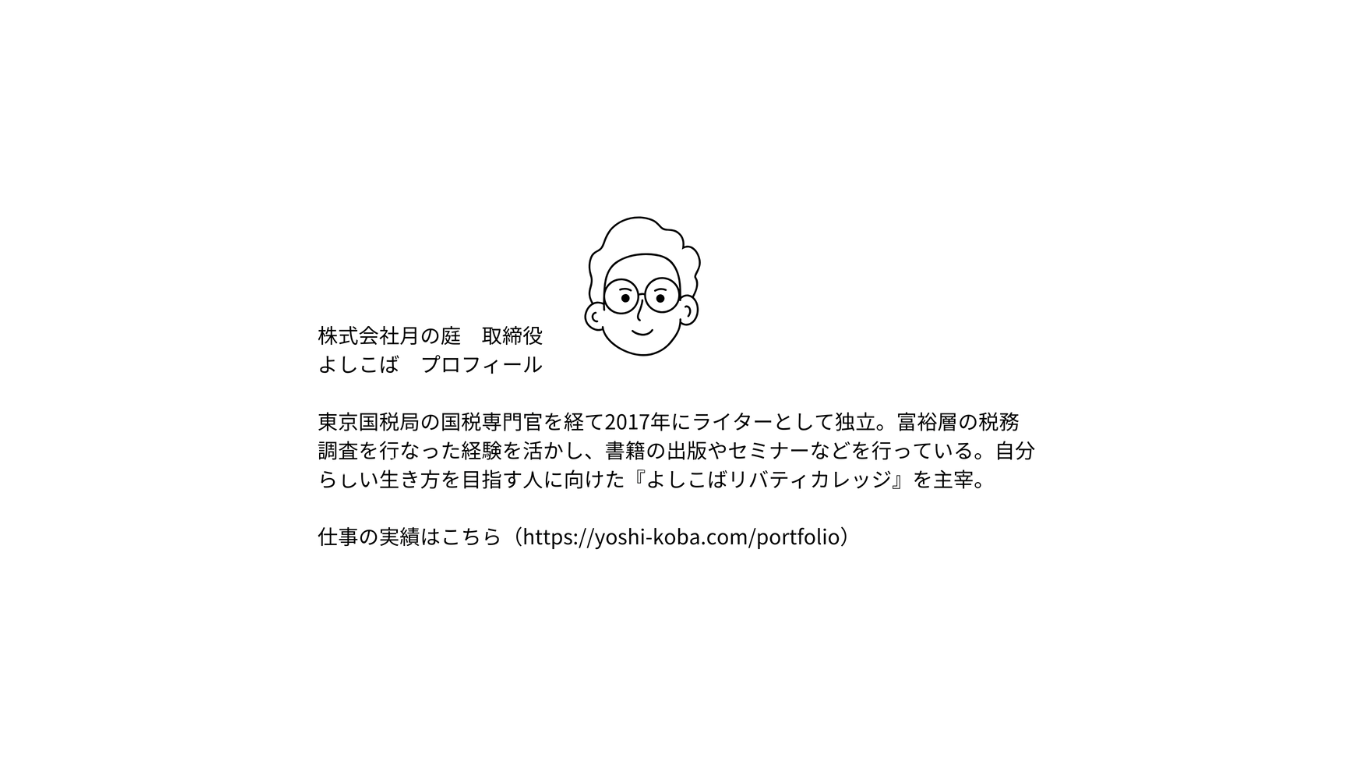 株式会社月の庭　取締役
よしこば　プロフィール
東京国税局の国税専門官を経て2017年にライターとして独立。富裕層の税務
調査を行なった経験を活かし、書籍の出版やセミナーなどを行っている。自分
らしい生き方を目指す人に向けた『よしこばリバティカレッジ』を主宰。
仕事の実績はこちら（https://yoshi-koba.com/portfolio）